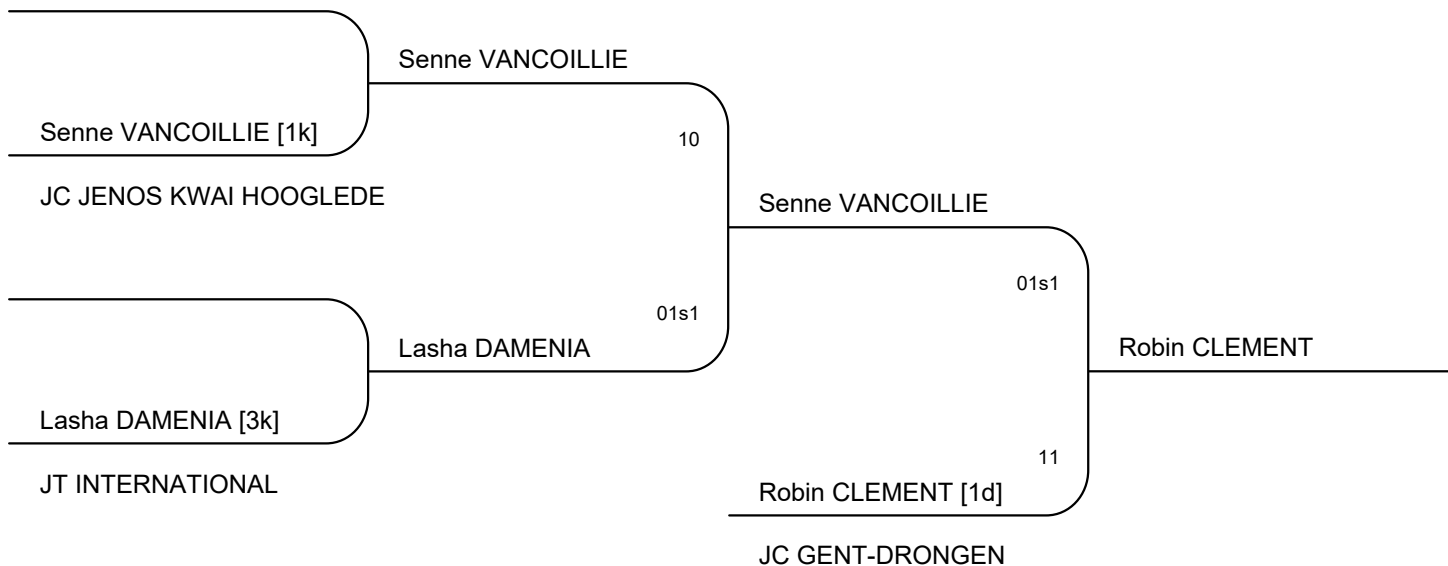 Senne VANCOILLIE
Senne VANCOILLIE [1k]
10
JC JENOS KWAI HOOGLEDE
Senne VANCOILLIE
01s1
01s1
Lasha DAMENIA
Robin CLEMENT
Lasha DAMENIA [3k]
11
JT INTERNATIONAL
Robin CLEMENT [1d]
JC GENT-DRONGEN